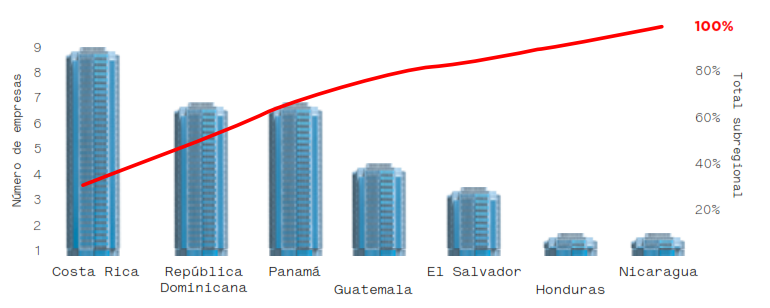 100%
9
8
7
6
5
4
3
2
1
Número de empresas
80%
60%
40%
20%
Total subregional
Costa Rica
República
Dominicana
Panamá
Guatemala
El Salvador
Honduras
Nicaragua